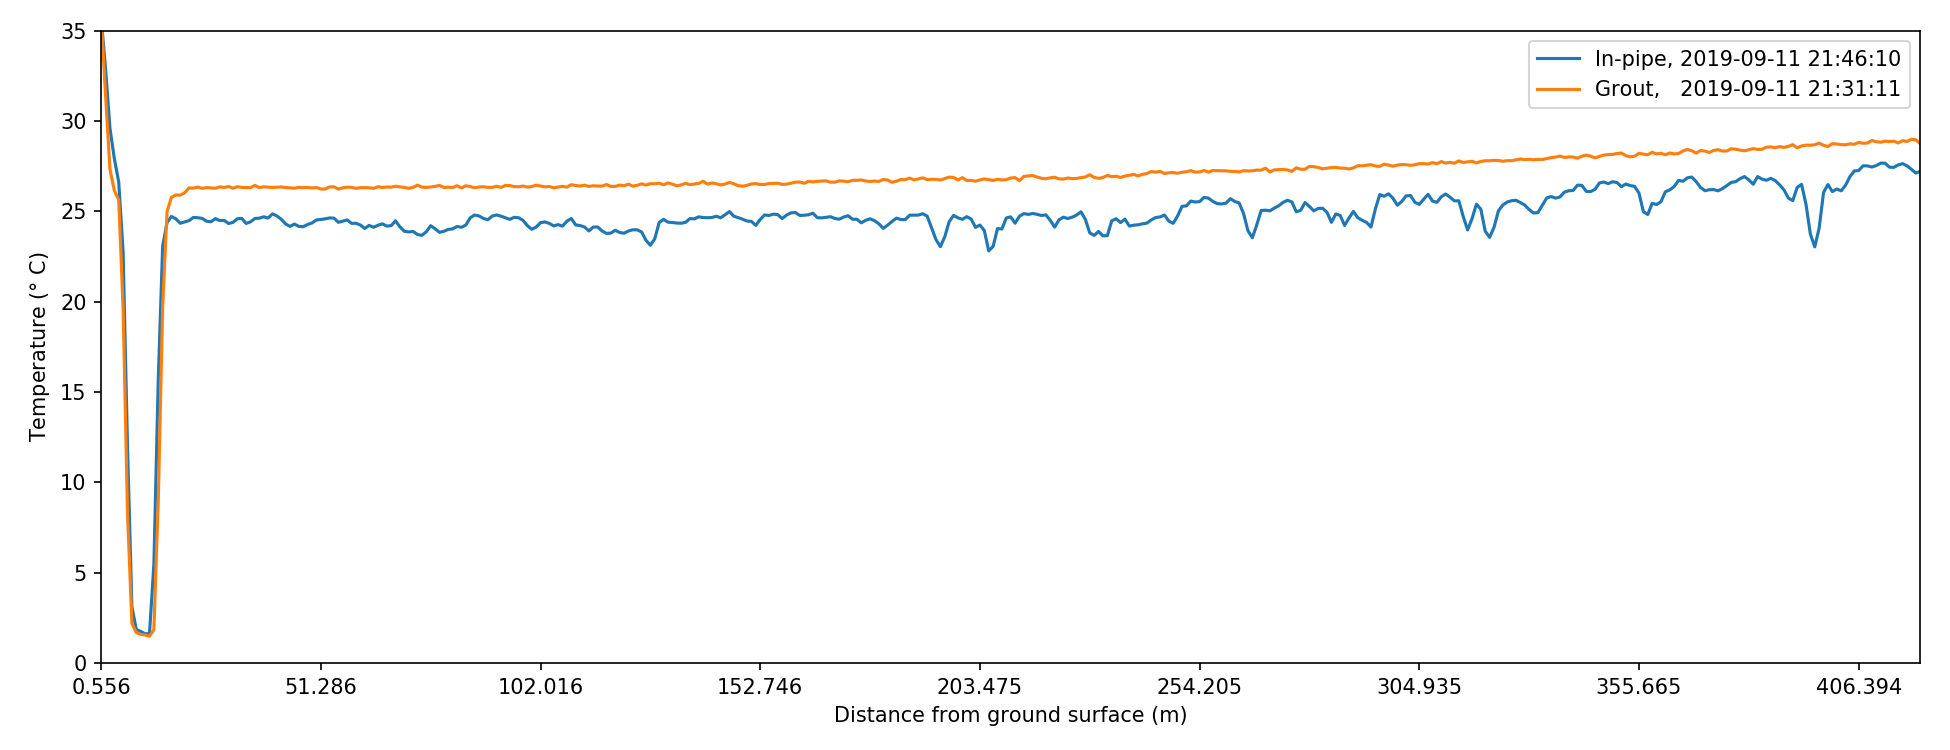 35
30
25
20
15
10
5
0
Temperature (° C)
In-pipe, 2019-09-11 21:46:10
Grout,   2019-09-11 21:31:11
0.556 51.286 102.016 152.746 203.475 254.205 304.935 355.665 406.394
Distance from ground surface (m)